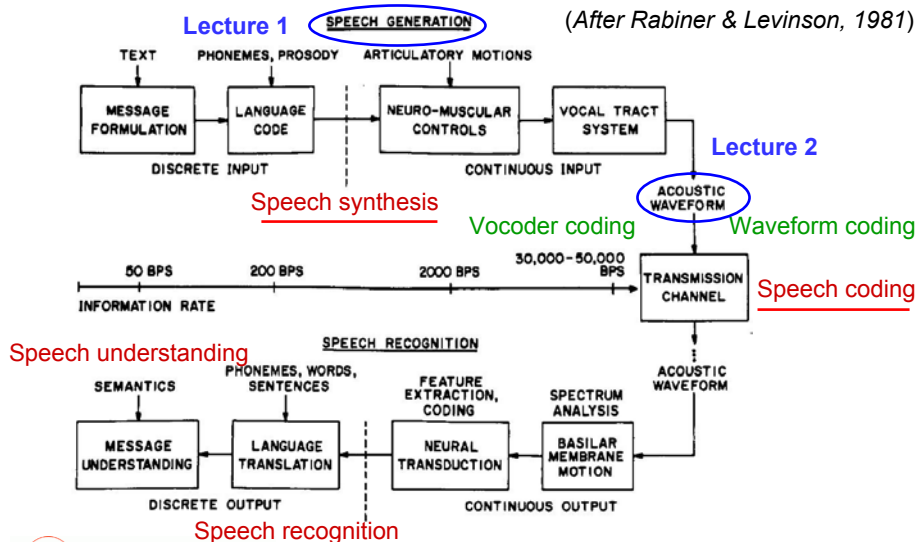 Lecture 1
SPEECH GENERATION
(After Rabiner & Levinson, 1981)
TEXT
PHONEMES, PROSODY
ARTICULATORY MOTIONS
MESSAGE
FORMULATION
LANGUAGE
CODE
NEURO-MUSCULAR
CONTROLS
VOCAL TRACT
SYSTEM
DISCRETE INPUT
CONTINUOUS INPUT
Lecture 2
Speech synthesis
ACOUSTIC
WAVEFORM
Vocoder coding
Waveform coding
50 BPS
200 BPS
2000 BPS
30,000-50,000
BPS
INFORMATION RATE
TRANSMISSION
CHANNEL
Speech coding
SPEECH RECOGNITION
Speech understanding
SEMANTICS
PHONEMES, WORDS,
SENTENCES
FEATURE
EXTRACTION,
CODING
SPECTRUM
ANALYSIS
ACOUSTIC
WAVEFORM
MESSAGE
UNDERSTANDING
LANGUAGE
TRANSLATION
NEURAL
TRANSDUCTION
BASILAR
MEMBRANE
MOTION
DISCRETE OUTPUT
CONTINUOUS OUTPUT
Speech recognition